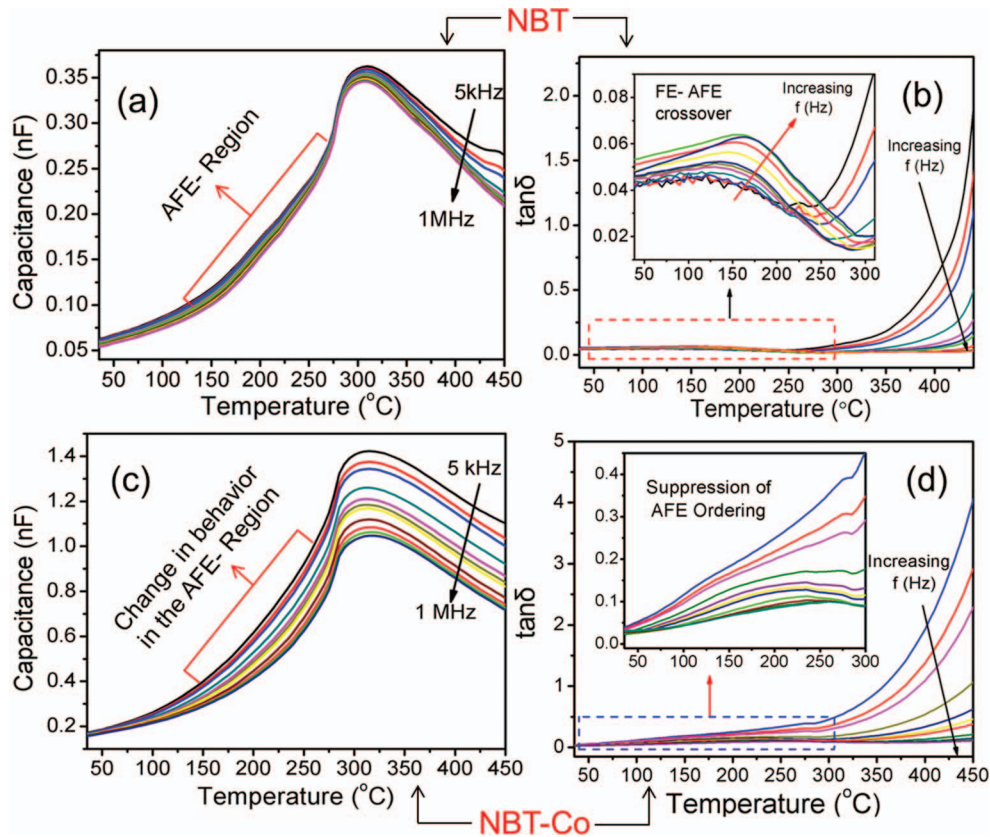 NBT
(a)
AFE- Region
5kHz
1MHz
Capacitance (nF)
0.35
0.30
0.25
0.20
0.15
0.10
0.05
50 100 150 200 250 300 350 400 450
Temperature (°C)
(b)
FE- AFE
crossover
Increasing
f (Hz)
0.08
0.06
0.04
0.02
50 100 150 200 250 300
Increasing
f (Hz)
tanδ
2.0
1.5
1.0
0.5
0.0
50 100 150 200 250 300 350 400
Temperature (°C)
(c)
Change in behavior
in the AFE- Region
5 kHz
1 MHz
Capacitance (nF)
1.4
1.2
1.0
0.8
0.6
0.4
0.2
50 100 150 200 250 300 350 400 450
Temperature (°C)
(d)
Suppression of
AFE Ordering
0.4
0.3
0.2
0.1
0.0
50 100 150 200 250 300
Increasing
f (Hz)
tanδ
5
4
3
2
1
0
50 100 150 200 250 300 350 400 450
Temperature (°C)
NBT-Co